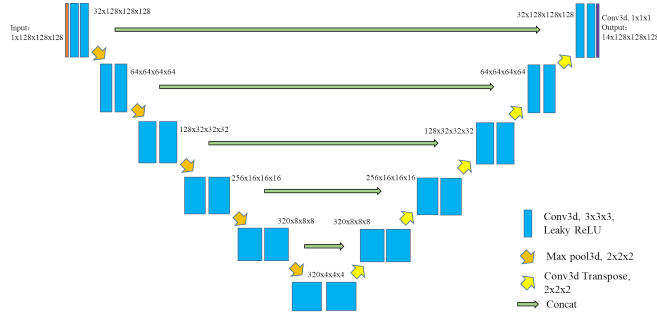 32x128x128x128
32x128x128x128
Conv3d, 1x1x1
Input:
1x128x128x128
Output:
14x128x128x128
64x64x64x64
64x64x64x64
128x32x32x32
128x32x32x32
256x16x16x16
256x16x16x16
320x8x8x8
320x8x8x8
320x4x4x4
Conv3d, 3x3x3,
Leaky ReLU
Max pool3d, 2x2x2
Conv3d Transpose,
2x2x2
Concat